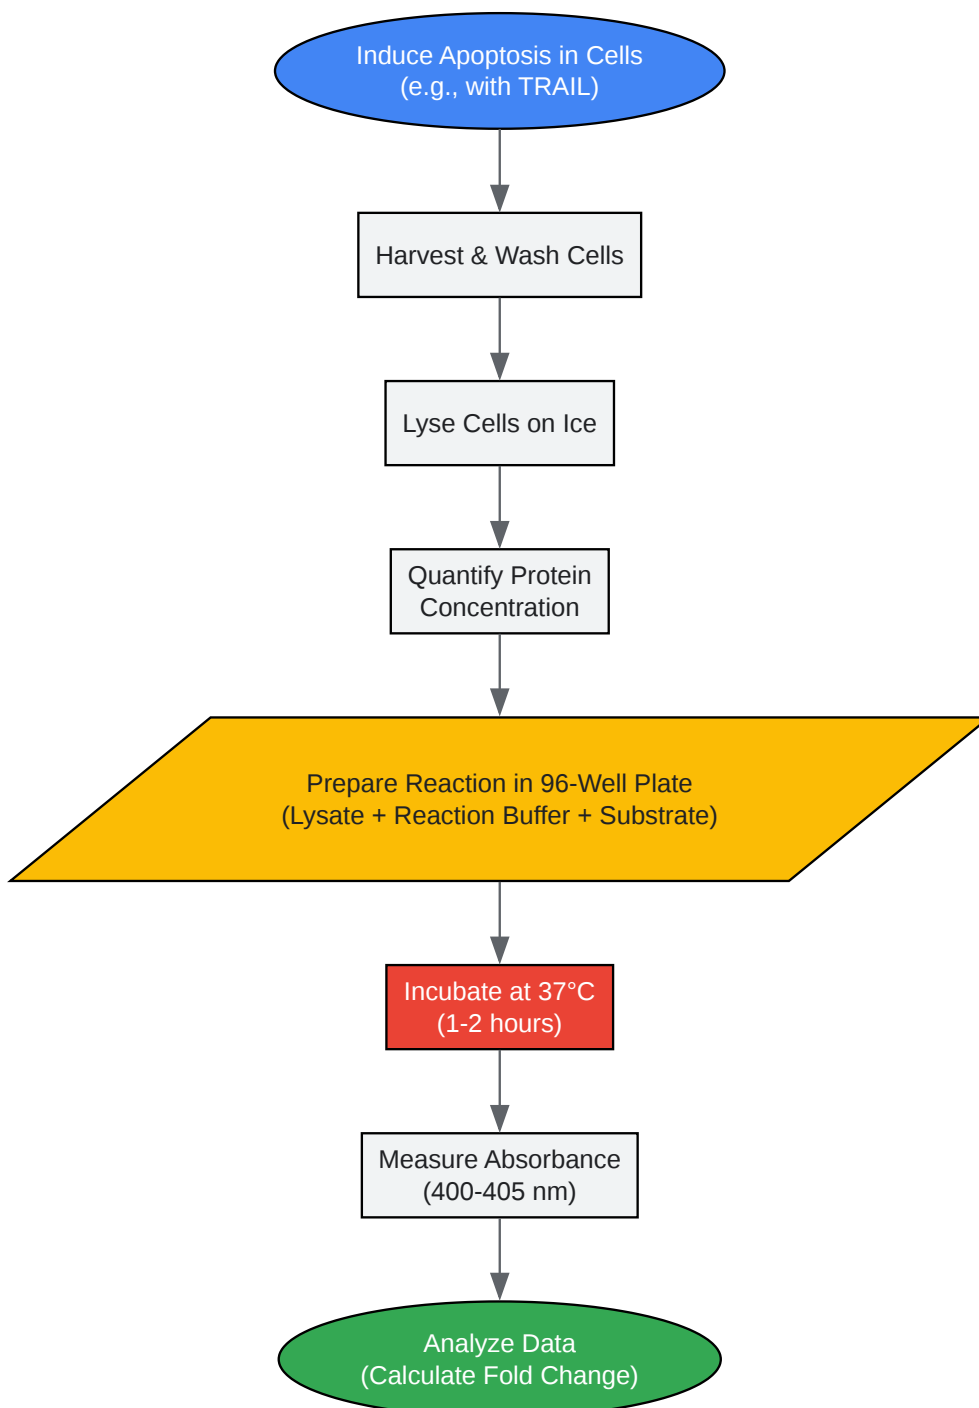 Induce Apoptosis in Cells
(e.g., with TRAIL)
Harvest & Wash Cells
Lyse Cells on Ice
Quantify Protein
Concentration
Prepare Reaction in 96-Well Plate
(Lysate + Reaction Buffer + Substrate)
Incubate at 37°C
(1-2 hours)
Measure Absorbance
(400-405 nm)
Analyze Data
(Calculate Fold Change)